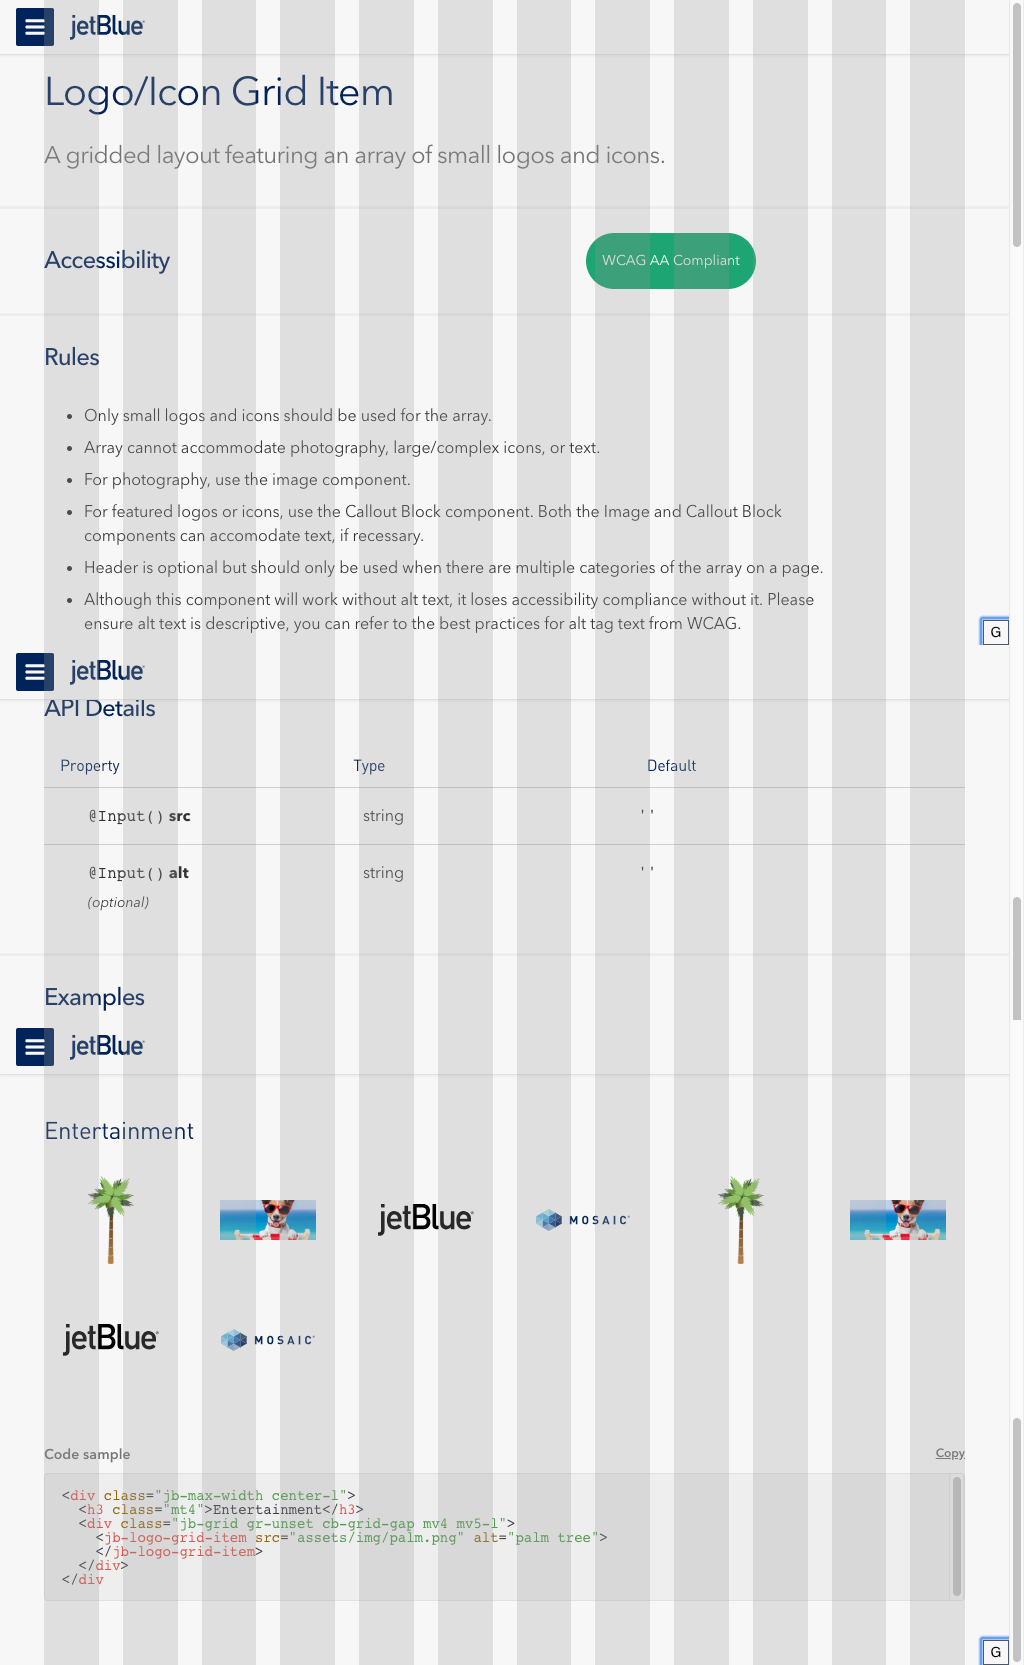 jetBlue
Logo/Icon Grid Item
A gridded layout featuring an array of small logos and icons.
Accessibility
WCAG AA Compliant
Rules
• Only small logos and icons should be used for the array.
• Array cannot accommodate photography, large/complex icons, or text.
• For photography, use the image component.
• For featured logos or icons, use the Callout Block component. Both the Image and Callout Block
components can accomodate text, if recessary.
• Header is optional but should only be used when there are multiple categories of the array on a page.
• Although this component will work without alt text, it loses accessibility compliance without it. Please
ensure alt text is descriptive, you can refer to the best practices for alt tag text from WCAG.
G
jetBlue
API Details
Property Type Default
@Input() src string ' '
@Input() alt string ' '
(optional)
Examples
jetBlue
Entertainment
jetBlue MOSAIC
jetBlue MOSAIC
Code sample Copy
<div class="jb-max-width center-l">
<h3 class="mt4">Entertainment</h3>
<div class="jb-grid gr-unset cb-grid-gap mv4 mv5-l">
<jb-logo-grid-item src="assets/img/palm.png" alt="palm tree">
</jb-logo-grid-item>
</div>
</div
G